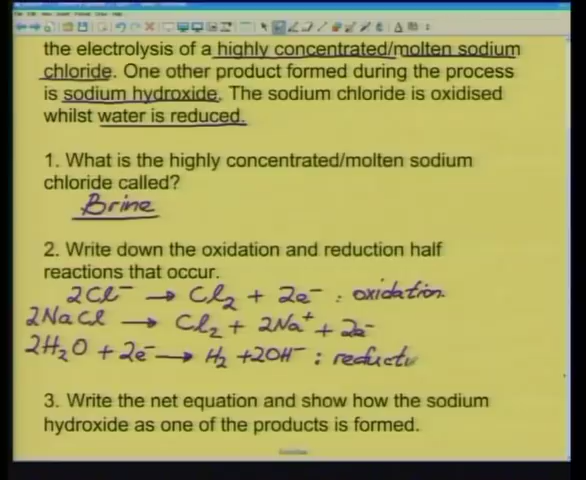 the electrolysis of a highly concentrated/molten sodium
chloride. One other product formed during the process
is sodium hydroxide. The sodium chloride is oxidised
whilst water is reduced.
1. What is the highly concentrated/molten sodium
chloride called?
Brine
2. Write down the oxidation and reduction half
reactions that occur.
2Cl⁻ → Cl₂ + 2e⁻ : oxidation
2NaCl → Cl₂ + 2Na⁺ + 2e⁻
2H₂O + 2e⁻ → H₂ + 2OH⁻ : reducti
3. Write the net equation and show how the sodium
hydroxide as one of the products is formed.